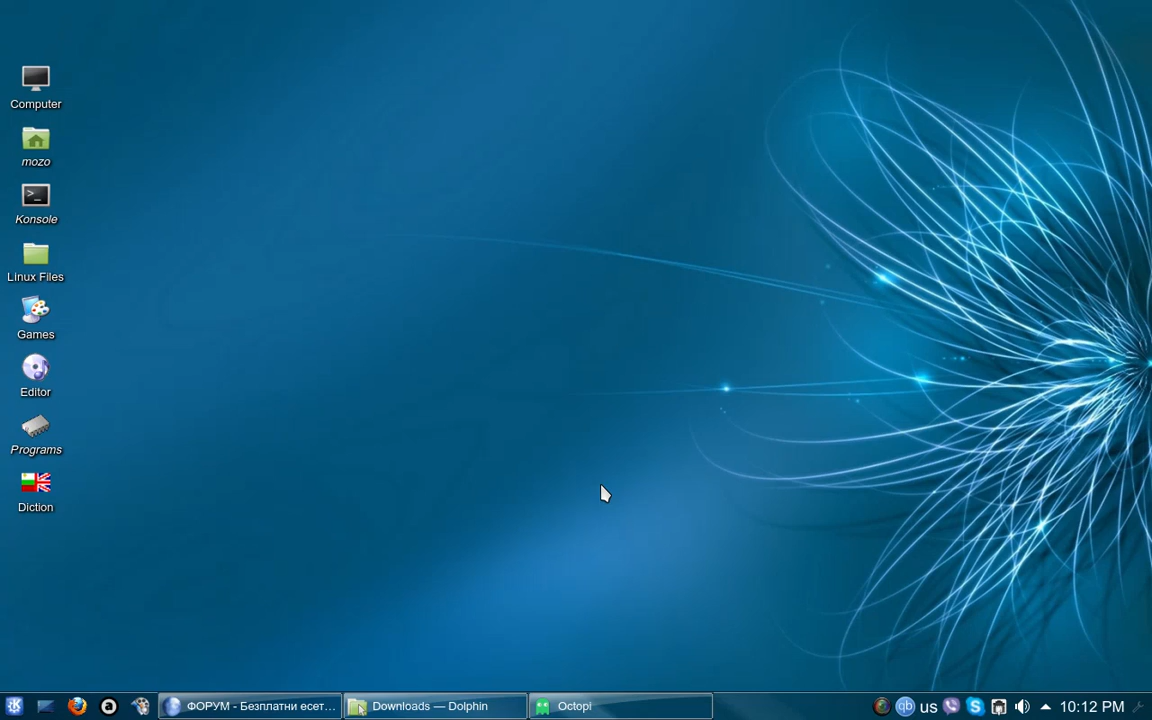 Computer
mozo
Konsole
Linux Files
Games
Editor
Programs
Diction
ФОРУМ - Безплатни есет...
Downloads — Dolphin
Octopi
us
10:12 PM